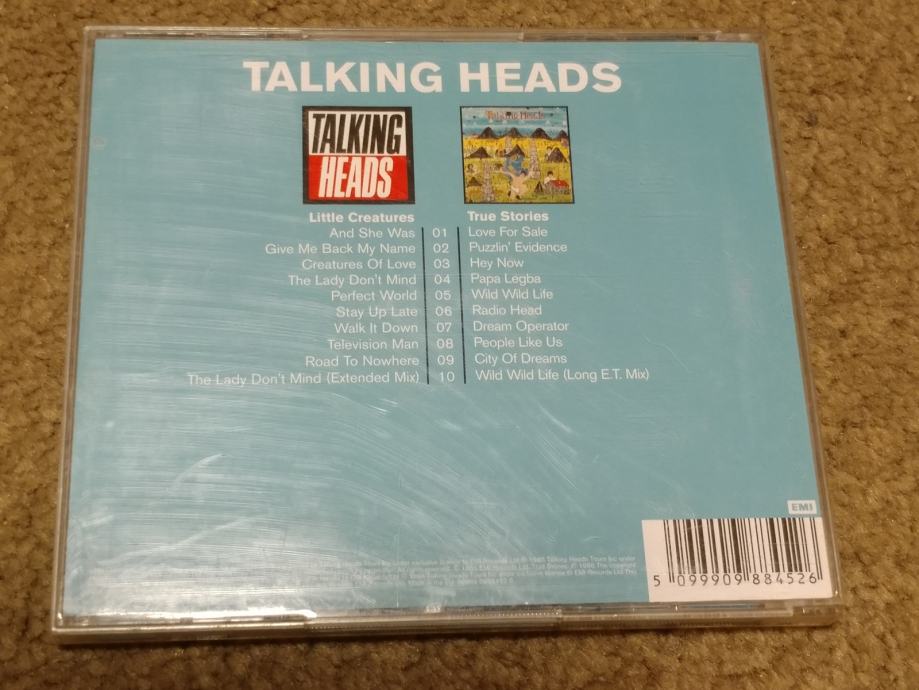 TALKING HEADS
TALKING
HEADS
Talking Heads
Little Creatures True Stories
And She Was 01 Love For Sale
Give Me Back My Name 02 Puzzlin' Evidence
Creatures Of Love 03 Hey Now
The Lady Don't Mind 04 Papa Legba
Perfect World 05 Wild Wild Life
Stay Up Late 06 Radio Head
Walk It Down 07 Dream Operator
Television Man 08 People Like Us
Road To Nowhere 09 City Of Dreams
The Lady Don't Mind (Extended Mix) 10 Wild Wild Life (Long E.T. Mix)
EMI
5 099909 884526